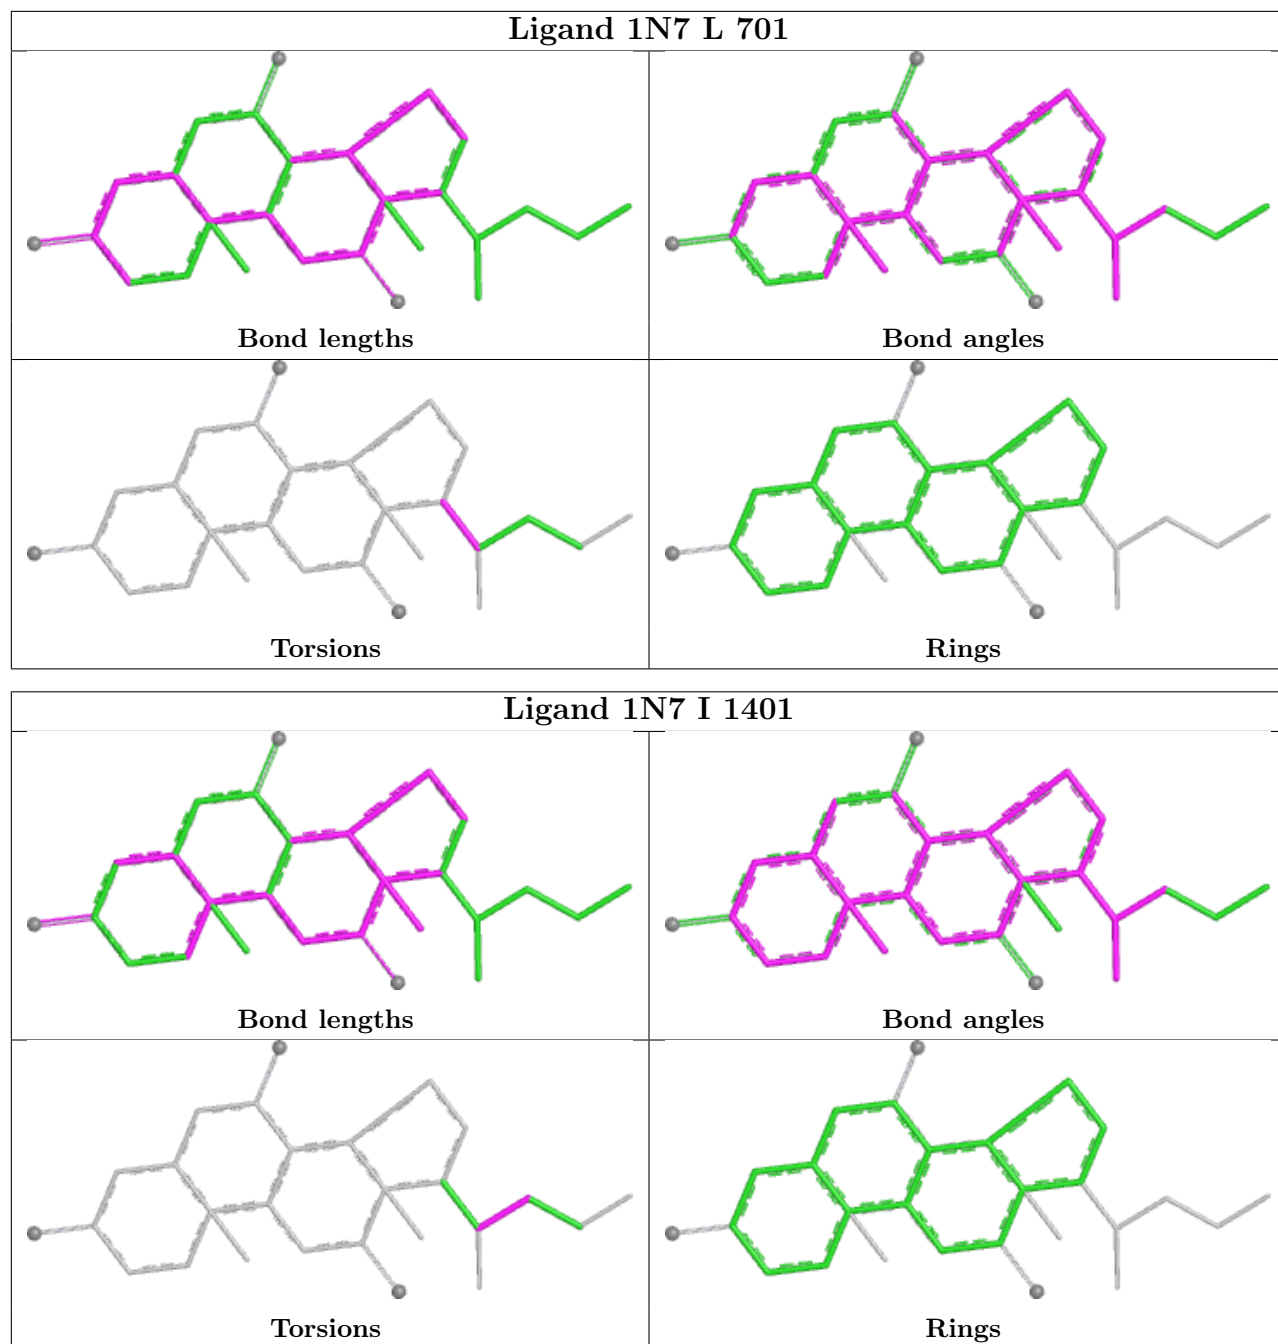 Ligand 1N7 L 701
Bond lengths
Bond angles
Torsions
Rings
Ligand 1N7 I 1401
Bond lengths
Bond angles
Torsions
Rings